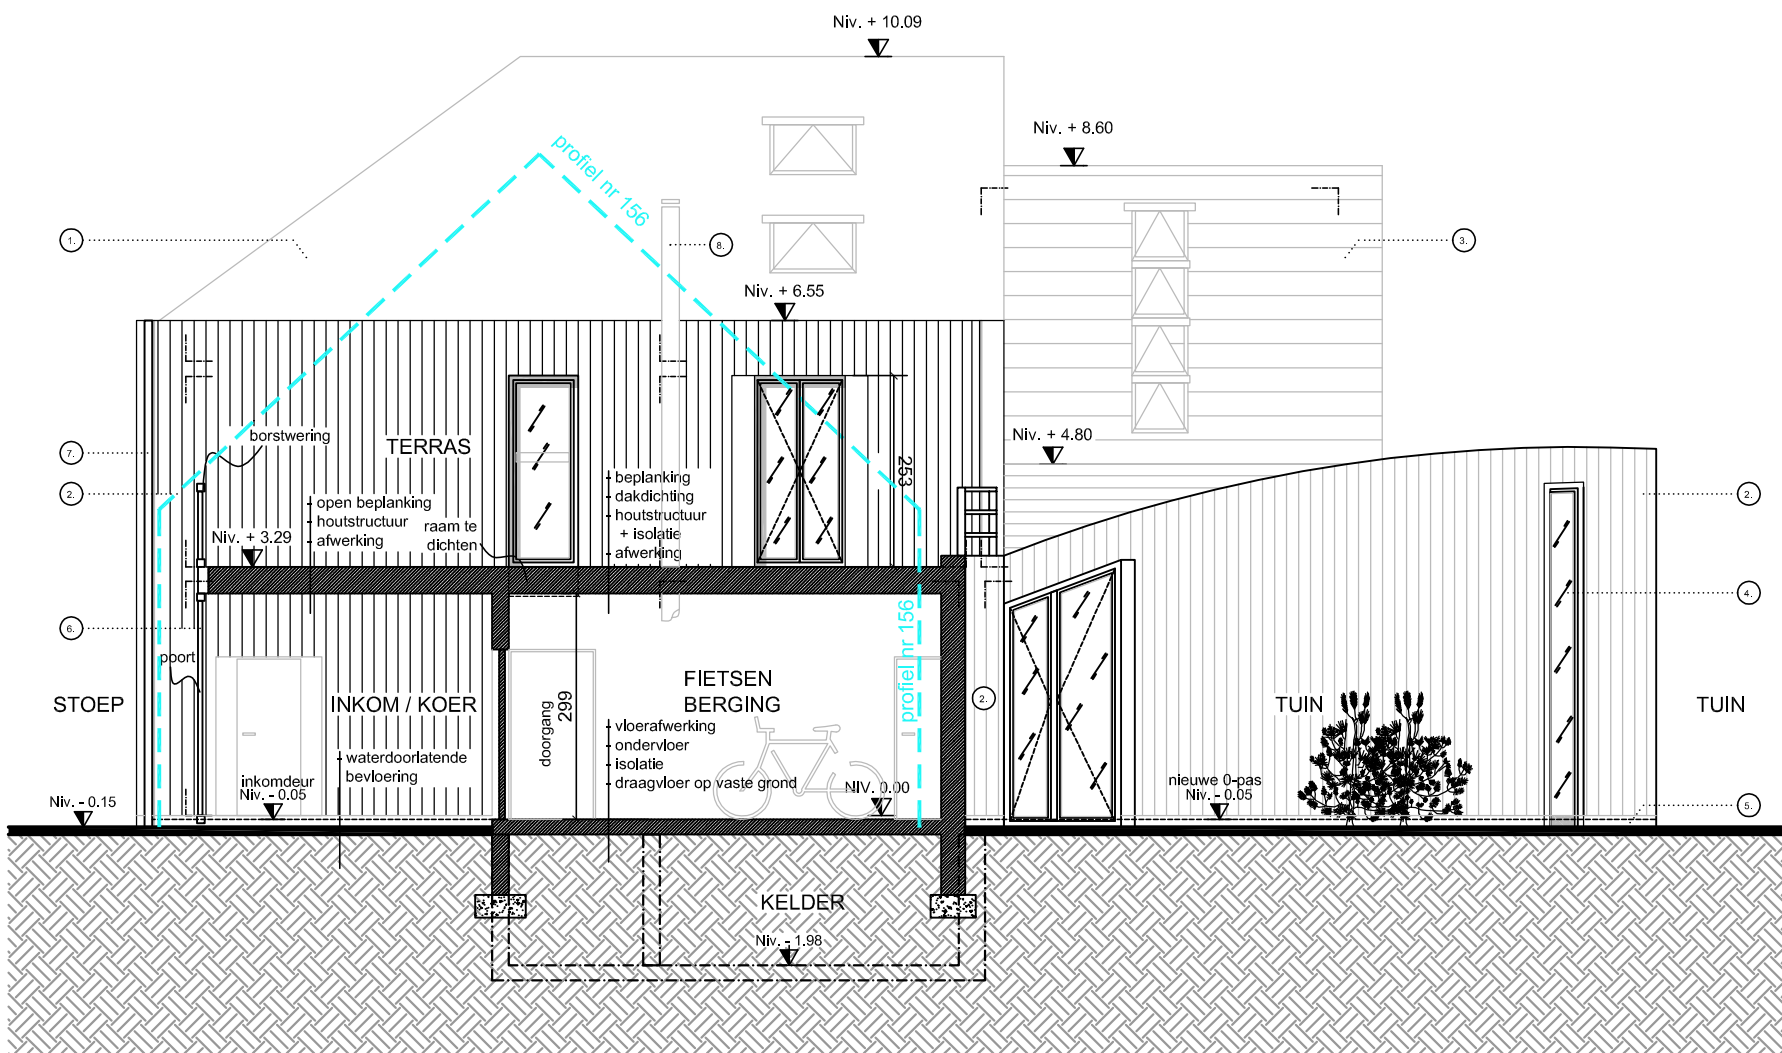 Niv. + 10.09
Niv. + 8.60
profiel nr 156
1.
8.
3.
Niv. + 6.55
borstwering
TERRAS
Niv. + 4.80
7.
253
2.
2.
beplanking
dakdichting
houtstructuur
+ isolatie
afwerking
open beplanking
houtstructuur
afwerking
raam te
dichten
Niv. + 3.29
4.
6.
poort
profiel nr 156
STOEP
INKOM / KOER
FIETSEN
BERGING
2.
TUIN
TUIN
doorgang
299
vloerafwerking
ondervloer
isolatie
draagvloer op vaste grond
waterdoorlatende
bevloering
inkomdeur
Niv. - 0.05
Niv. - 0.15
NIV. 0.00
nieuwe 0-pas
Niv. - 0.05
5.
KELDER
Niv. - 1.98